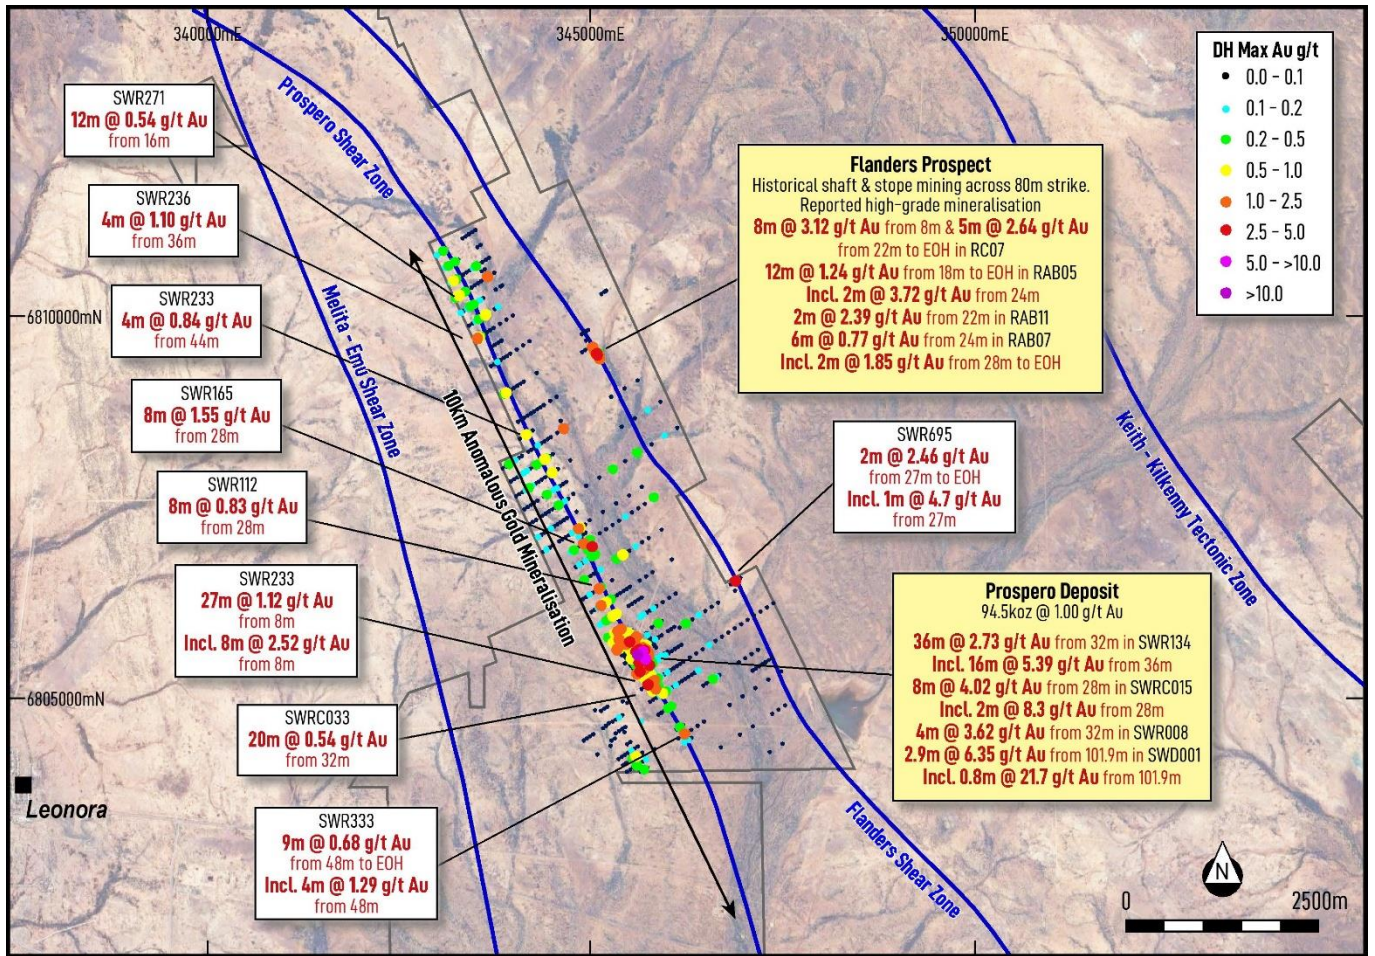 340000mE
345000mE
350000mE
DH Max Au g/t
0.0 – 0.1
0.1 – 0.2
0.2 – 0.5
0.5 – 1.0
1.0 – 2.5
2.5 – 5.0
5.0 – >10.0
>10.0
Prospero Shear Zone
SWR271
12m @ 0.54 g/t Au
from 16m
SWR236
4m @ 1.10 g/t Au
from 36m
SWR233
4m @ 0.84 g/t Au
from 44m
SWR165
8m @ 1.55 g/t Au
from 28m
SWR112
8m @ 0.83 g/t Au
from 28m
SWR233
27m @ 1.12 g/t Au
from 8m
Incl. 8m @ 2.52 g/t Au
from 8m
SWRC033
20m @ 0.54 g/t Au
from 32m
SWR333
9m @ 0.68 g/t Au
from 48m to EOH
Incl. 4m @ 1.29 g/t Au
from 48m
6810000mN
6805000mN
Leonora
Melita - Emu Shear Zone
10km Anomalous Gold Mineralisation
Flanders Prospect
Historical shaft & stope mining across 80m strike.
Reported high-grade mineralisation
8m @ 3.12 g/t Au from 8m & 5m @ 2.64 g/t Au
from 22m to EOH in RC07
12m @ 1.24 g/t Au from 18m to EOH in RAB05
Incl. 2m @ 3.72 g/t Au from 24m
2m @ 2.39 g/t Au from 22m in RAB11
6m @ 0.77 g/t Au from 24m in RAB07
Incl. 2m @ 1.85 g/t Au from 28m to EOH
SWR695
2m @ 2.46 g/t Au
from 27m to EOH
Incl. 1m @ 4.7 g/t Au
from 27m
Keith - Kilkenny Tectonic Zone
Prospero Deposit
94.5koz @ 1.00 g/t Au
36m @ 2.73 g/t Au from 32m in SWR134
Incl. 16m @ 5.39 g/t Au from 36m
8m @ 4.02 g/t Au from 28m in SWRC015
Incl. 2m @ 8.3 g/t Au from 28m
4m @ 3.62 g/t Au from 32m in SWR008
2.9m @ 6.35 g/t Au from 101.9m in SWD001
Incl. 0.8m @ 21.7 g/t Au from 101.9m
Flanders Shear Zone
N
0 2500m